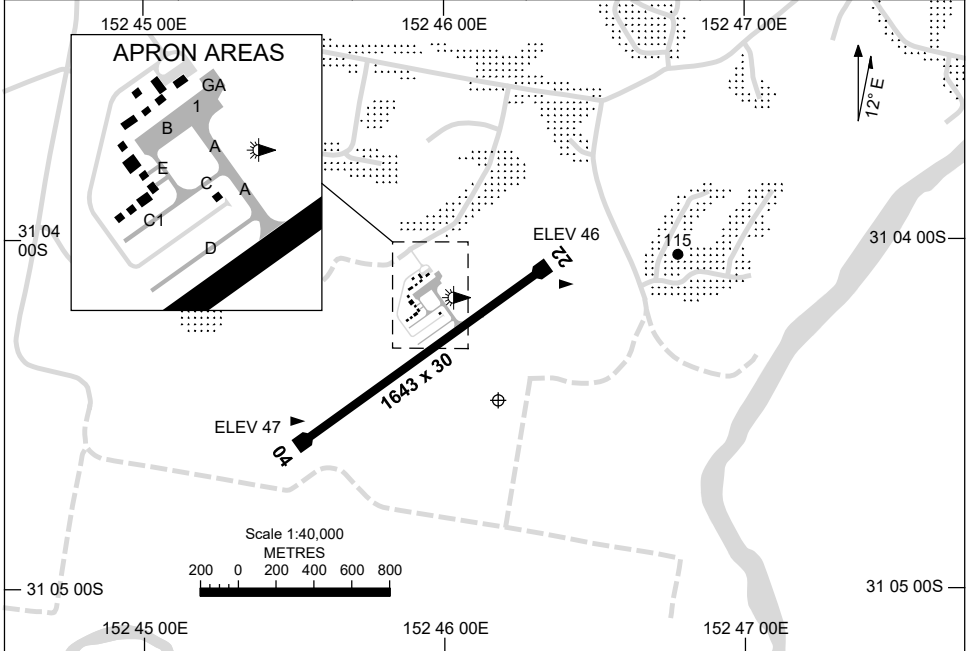 152 45 00E
152 46 00E
152 47 00E
APRON AREAS
GA
1
B
A
E
C
A
C1
D
12° E
31 04
00S
31 04 00S
115
ELEV 46
22
1643 x 30
ELEV 47
04
Scale 1:40,000
METRES
200 0 200 400 600 800
31 05 00S
31 05 00S
152 45 00E
152 46 00E
152 47 00E